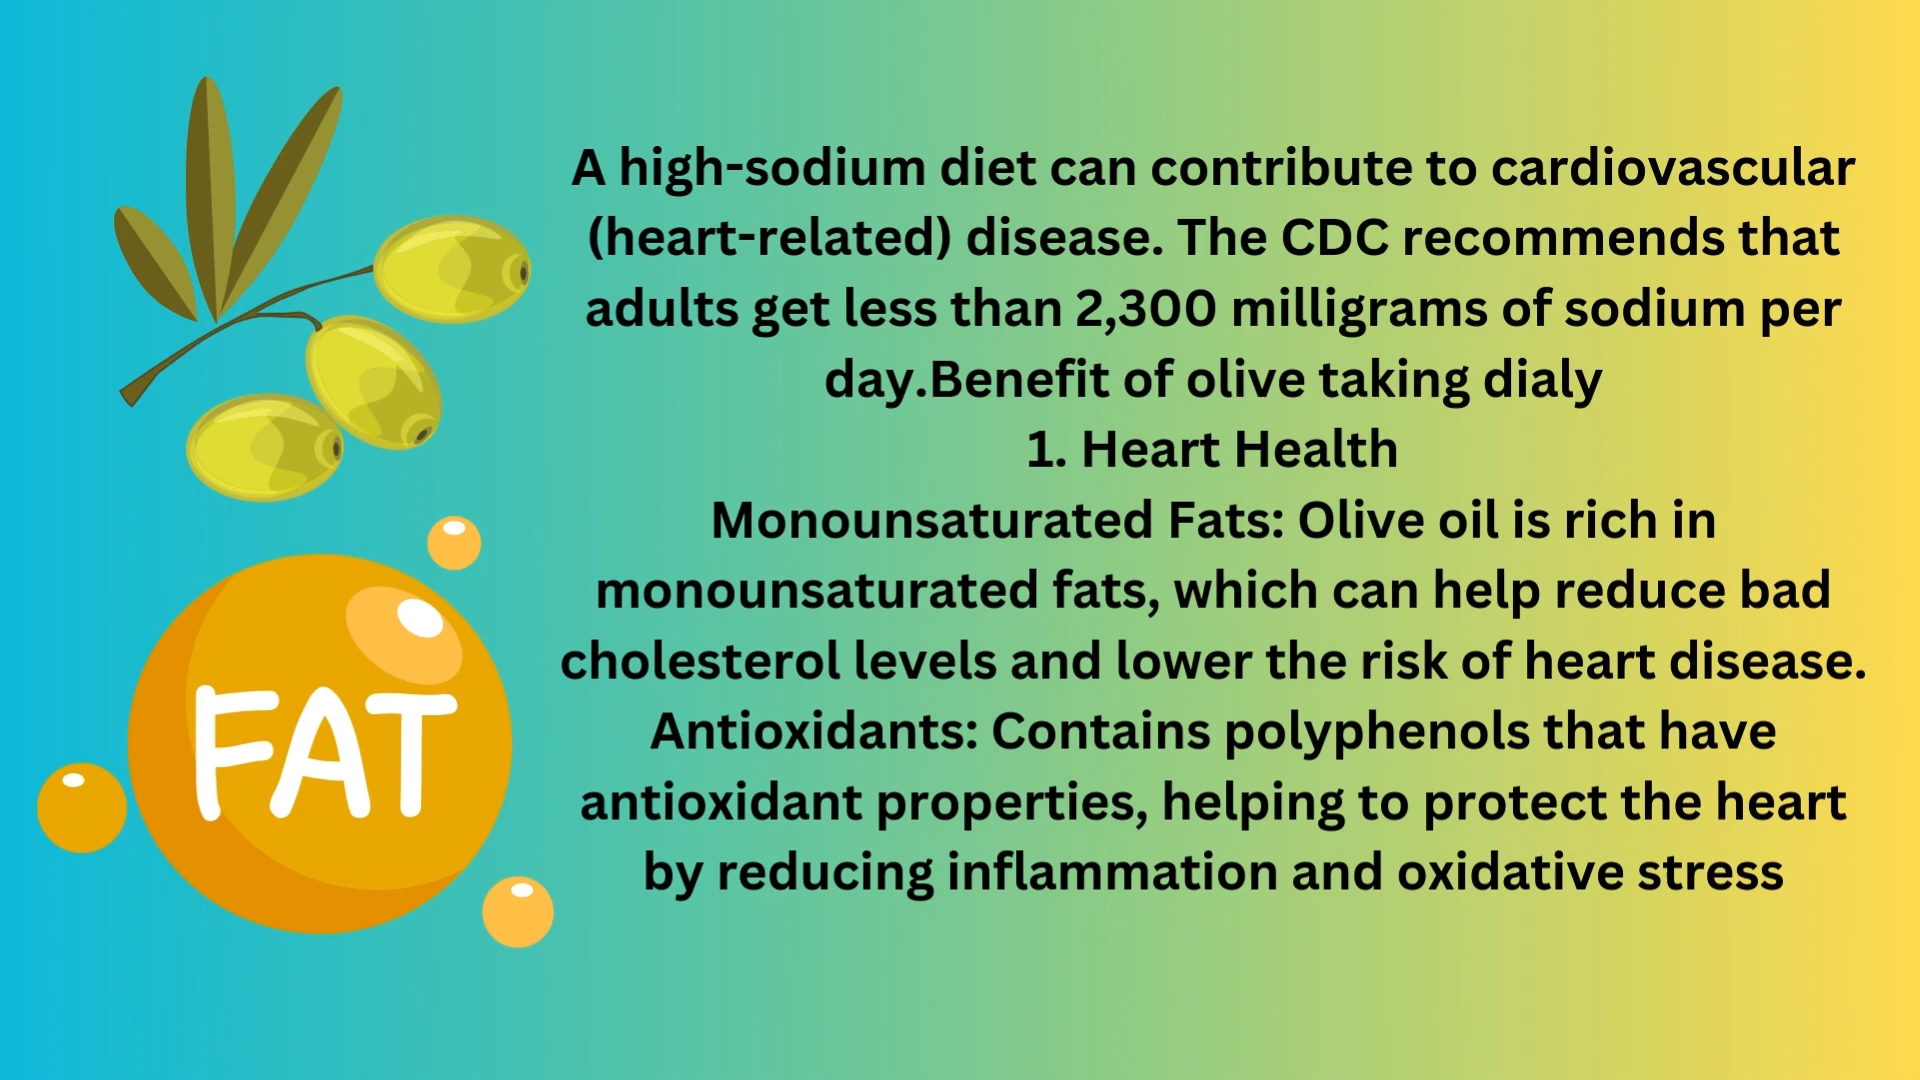 A high-sodium diet can contribute to cardiovascular
(heart-related) disease. The CDC recommends that
adults get less than 2,300 milligrams of sodium per
day.Benefit of olive taking dialy
1. Heart Health
Monounsaturated Fats: Olive oil is rich in
monounsaturated fats, which can help reduce bad
cholesterol levels and lower the risk of heart disease.
Antioxidants: Contains polyphenols that have
antioxidant properties, helping to protect the heart
by reducing inflammation and oxidative stress
FAT